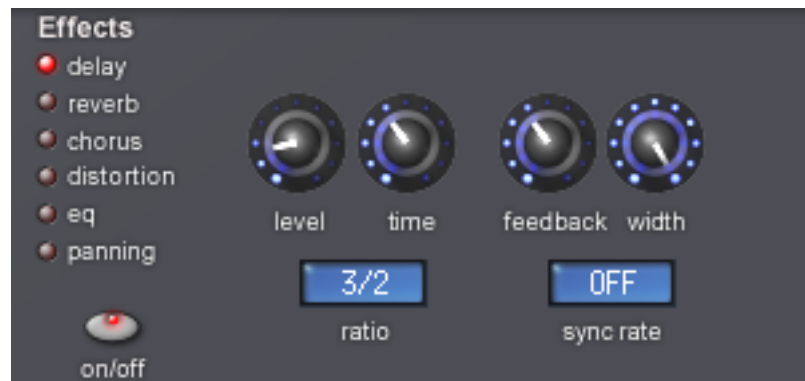 Effects
delay
reverb
chorus
distortion
eq
panning
on/off
level time feedback width
3/2 OFF
ratio sync rate